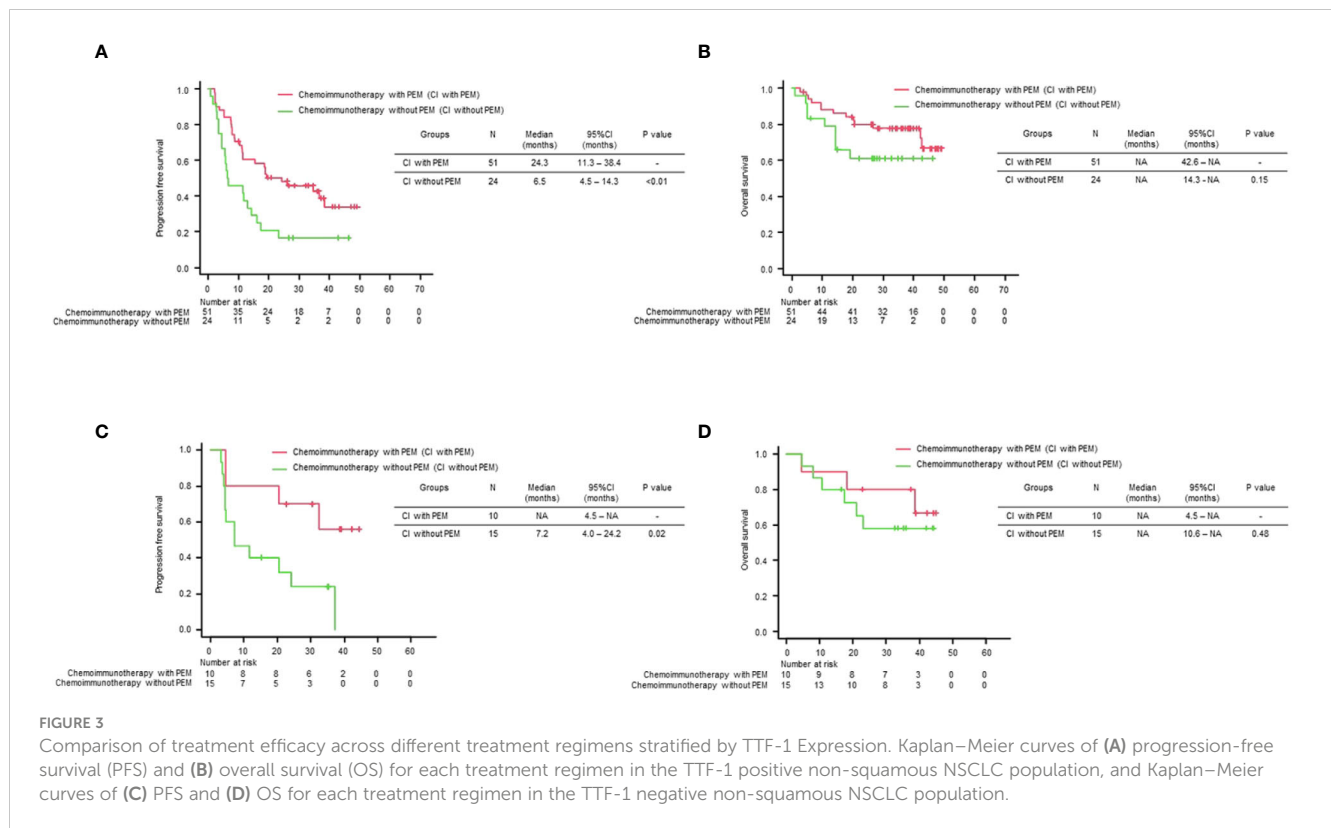 A
Chemoimmunotherapy with PEM (CI with PEM)
Chemoimmunotherapy without PEM (CI without PEM)
Progression free survival
1.0
0.8
0.6
0.4
0.2
0.0
0 10 20 30 40 50 60 70
Groups N Median (months) 95%CI (months) P value
CI with PEM 51 24.3 11.3 – 38.4 -
CI without PEM 24 6.5 4.5 – 14.3 <0.01
Number at risk
Chemoimmunotherapy with PEM 51 35 24 18 7 0 0 0
Chemoimmunotherapy without PEM 24 11 5 2 2 0 0 0
B
Chemoimmunotherapy with PEM (CI with PEM)
Chemoimmunotherapy without PEM (CI without PEM)
Overall survival
1.0
0.8
0.6
0.4
0.2
0.0
0 10 20 30 40 50 60 70
Groups N Median (months) 95%CI (months) P value
CI with PEM 51 NA 42.6 – NA -
CI without PEM 24 NA 14.3 - NA 0.15
Number at risk
Chemoimmunotherapy with PEM 51 44 41 32 16 0 0 0
Chemoimmunotherapy without PEM 24 19 13 7 2 0 0 0
C
Chemoimmunotherapy with PEM (CI with PEM)
Chemoimmunotherapy without PEM (CI without PEM)
Progression free survival
1.0
0.8
0.6
0.4
0.2
0.0
0 10 20 30 40 50 60
Groups N Median (months) 95%CI (months) P value
CI with PEM 10 NA 4.5 – NA -
CI without PEM 15 7.2 4.0 – 24.2 0.02
Number at risk
Chemoimmunotherapy with PEM 10 8 8 6 2 0 0
Chemoimmunotherapy without PEM 15 7 5 3 0 0 0
D
Chemoimmunotherapy with PEM (CI with PEM)
Chemoimmunotherapy without PEM (CI without PEM)
Overall survival
1.0
0.8
0.6
0.4
0.2
0.0
0 10 20 30 40 50 60
Groups N Median (months) 95%CI (months) P value
CI with PEM 10 NA 4.5 – NA -
CI without PEM 15 NA 10.6 – NA 0.48
Number at risk
Chemoimmunotherapy with PEM 10 9 8 7 3 0 0
Chemoimmunotherapy without PEM 15 13 10 8 3 0 0
FIGURE 3
Comparison of treatment efficacy across different treatment regimens stratified by TTF-1 Expression. Kaplan–Meier curves of (A) progression-free
survival (PFS) and (B) overall survival (OS) for each treatment regimen in the TTF-1 positive non-squamous NSCLC population, and Kaplan–Meier
curves of (C) PFS and (D) OS for each treatment regimen in the TTF-1 negative non-squamous NSCLC population.